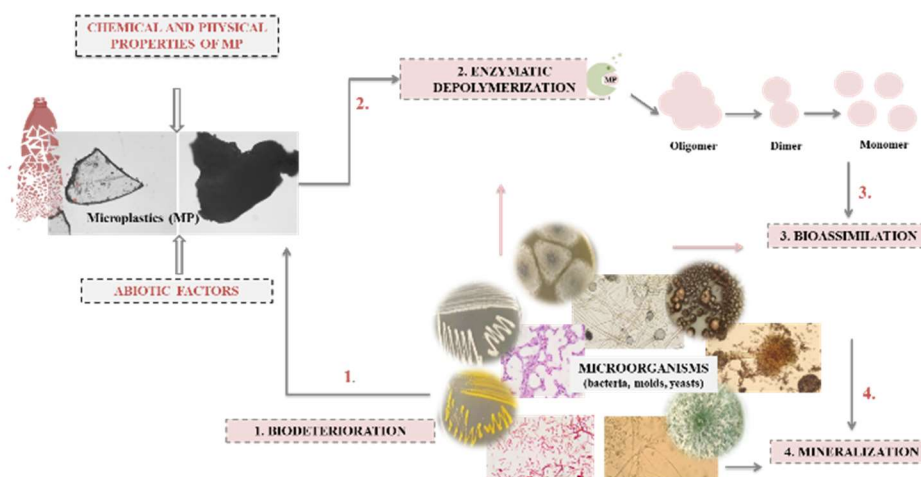 CHEMICAL AND PHYSICAL
PROPERTIES OF MP
2. ENZYMATIC
DEPOLYMERIZATION
MP
2.
Oligomer
Dimer
Monomer
Microplastics (MP)
3.
3. BIOASSIMILATION
ABIOTIC FACTORS
MICROORGANISMS
(bacteria, molds, yeasts)
1.
4.
1. BIODETERIORATION
4. MINERALIZATION